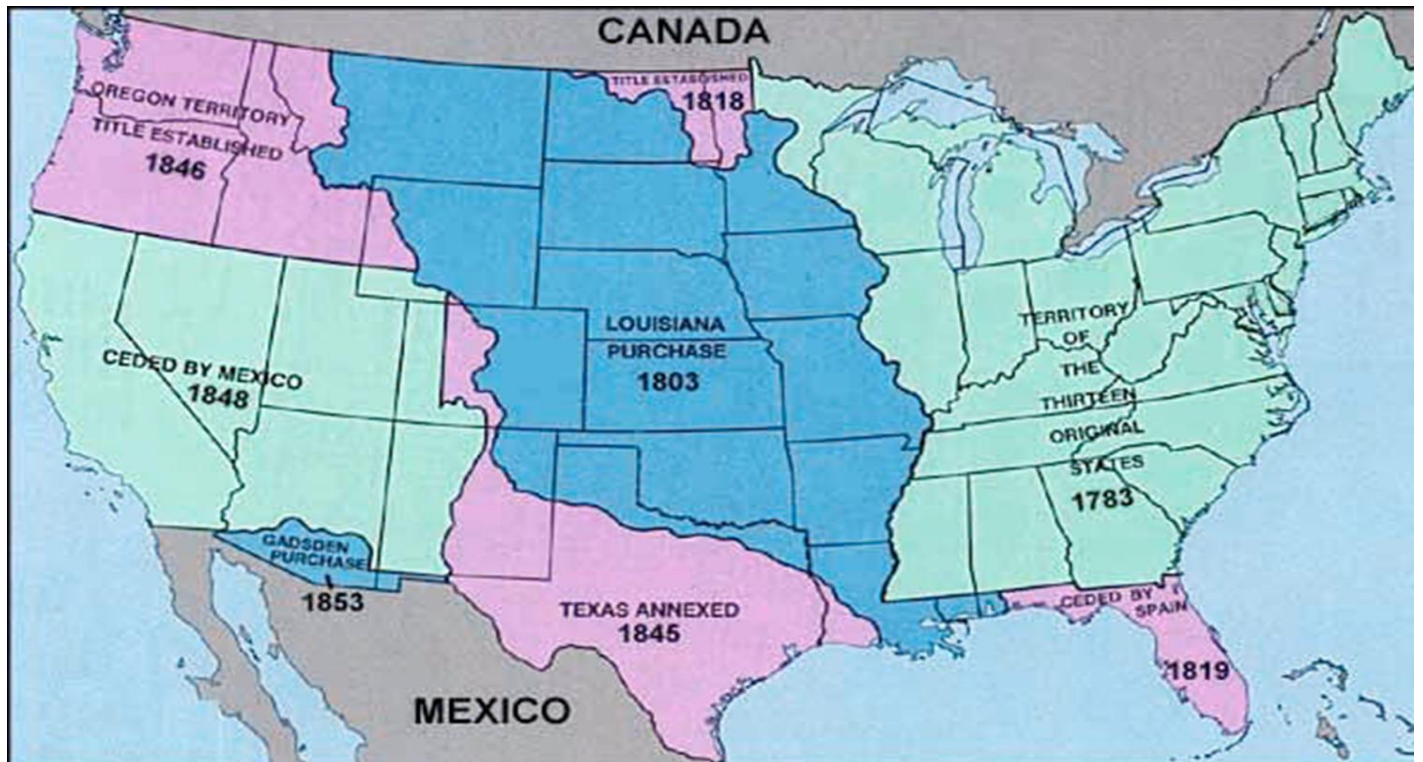 CANADA
TITLE ESTABLISHED
1818
OREGON TERRITORY
TITLE ESTABLISHED
1846
LOUISIANA
PURCHASE
1803
TERRITORY
OF
THE
THIRTEEN
ORIGINAL
STATES
1783
CEDED BY MEXICO
1848
GADSDEN
PURCHASE
1853
TEXAS ANNEXED
1845
CEDED BY
SPAIN
1819
MEXICO